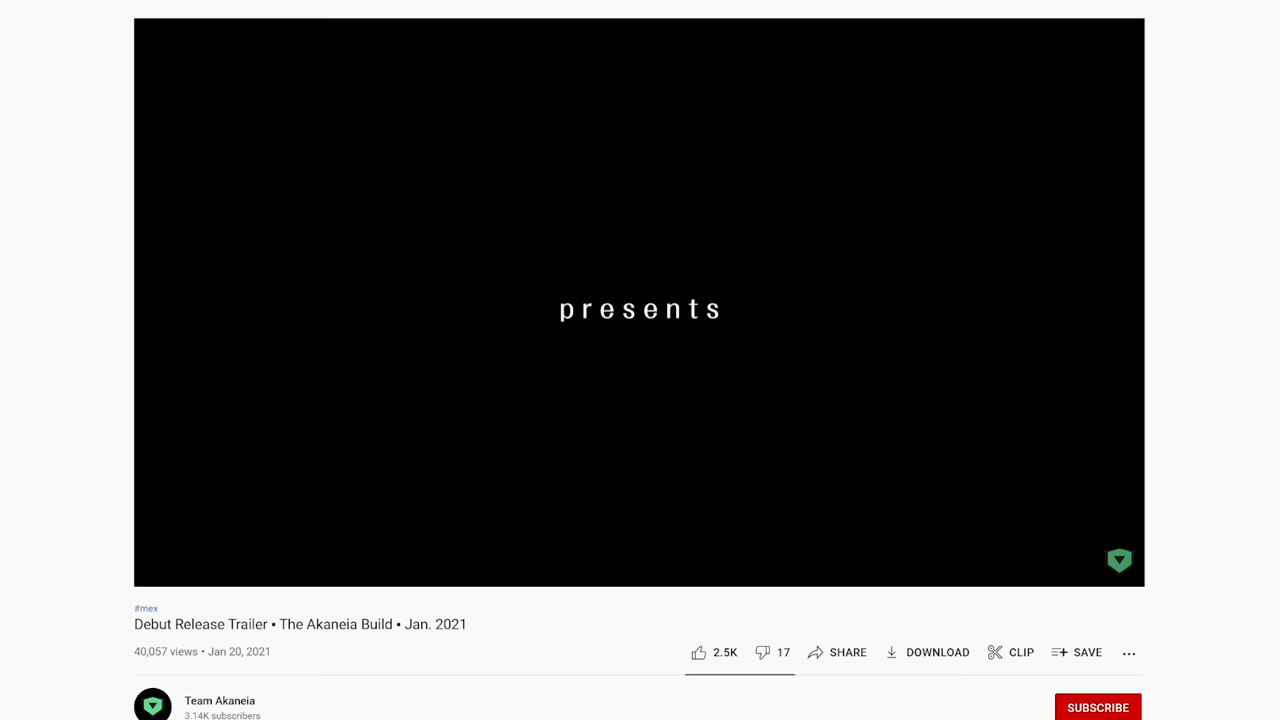 presents
#mex
Debut Release Trailer • The Akaneia Build • Jan. 2021
40,057 views • Jan 20, 2021
2.5K 17 SHARE DOWNLOAD CLIP SAVE ...
Team Akaneia
3.14K subscribers
SUBSCRIBE